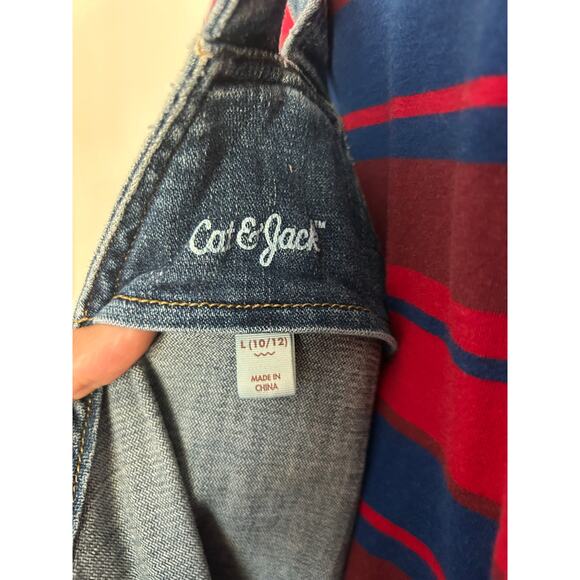 Cat & Jack™
L (10/12)
MADE IN
CHINA